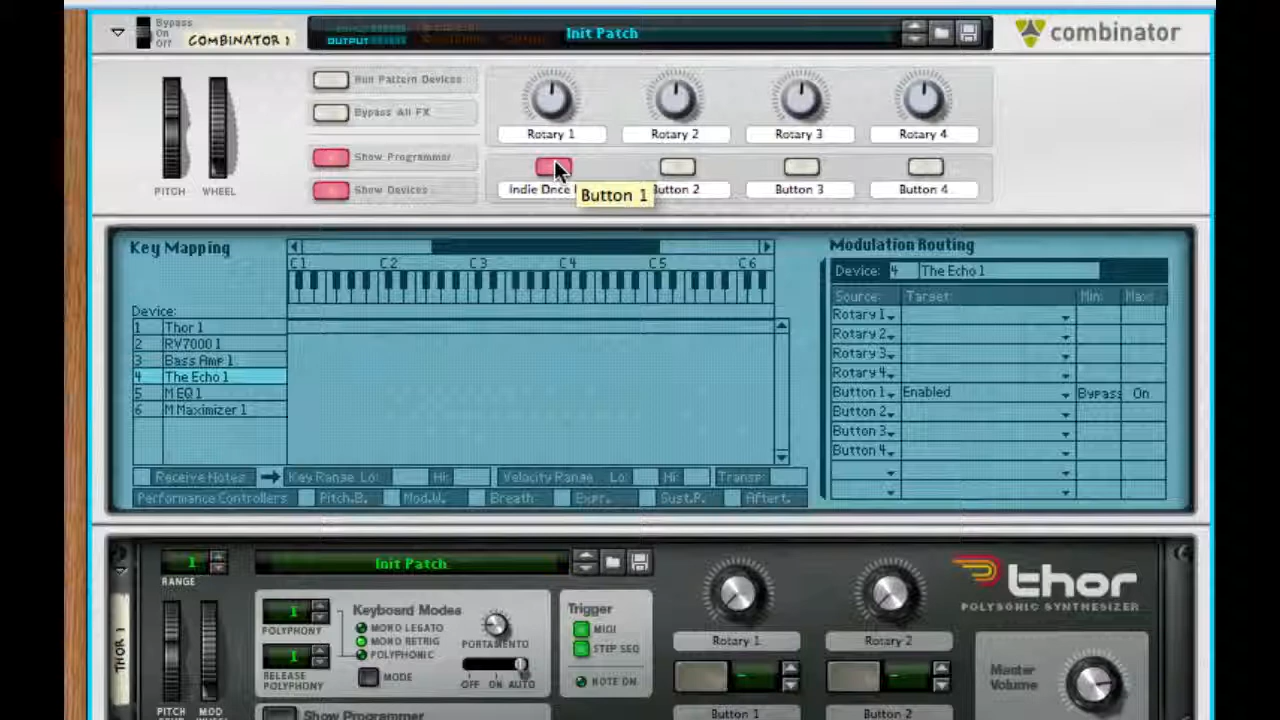 Bypass
On
Off
COMBINATOR 1
OUTPUT
Init Patch
combinator
PITCH
WHEEL
Run Pattern Devices
Bypass All FX
Show Programmer
Show Devices
Rotary 1
Rotary 2
Rotary 3
Rotary 4
Indie Once
Button 2
Button 3
Button 4
Button 1
Key Mapping
C1 C2 C3 C4 C5 C6
Device:
1 Thor 1
2 RV7000 1
3 Bass Amp 1
4 The Echo 1
5 M EQ 1
6 M Maximizer 1
Receive Notes
Key Range Lo: Hi:
Velocity Range Lo: Hi:
Transp:
Performance Controllers
Pitch.B.
Mod.W.
Breath:
Expr.
Sust.P.
Aftert.
Modulation Routing
Device: 4 The Echo 1
Source: Target: Min: Max:
Rotary 1
Rotary 2
Rotary 3
Rotary 4
Button 1 Enabled Bypass On
Button 2
Button 3
Button 4
THOR 1
1
RANGE
Init Patch
thor
POLYSONIC SYNTHESIZER
1
POLYPHONY
1
RELEASE
POLYPHONY
Keyboard Modes
MONO LEGATO
MONO RETRIG
POLYPHONIC
MODE
PORTAMENTO
OFF ON AUTO
Trigger
MIDI
STEP SEQ
NOTE ON
Rotary 1
Rotary 2
Button 1
Button 2
Master
Volume
PITCH
MOD
Show Programmer